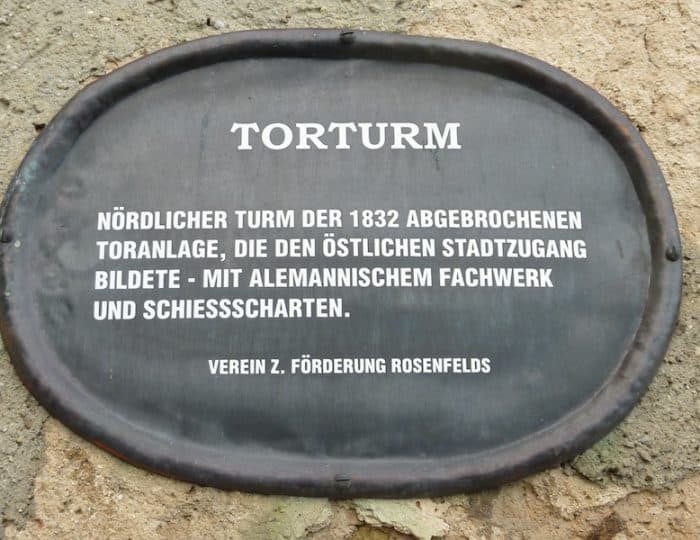 TORTURM
NÖRDLICHER TURM DER 1832 ABGEBROCHENEN
TORANLAGE, DIE DEN ÖSTLICHEN STADTZUGANG
BILDETE - MIT ALEMANNISCHEM FACHWERK
UND SCHIESSSCHARTEN.
VEREIN Z. FÖRDERUNG ROSENFELDS